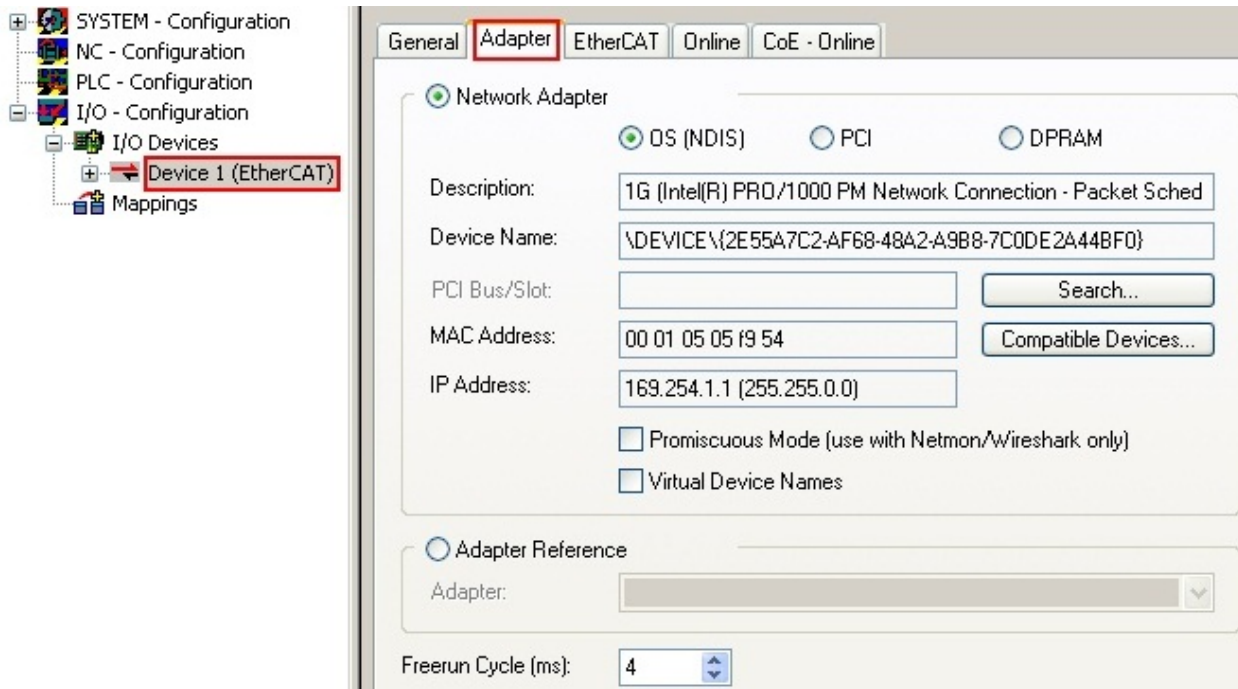 SYSTEM - Configuration
NC - Configuration
PLC - Configuration
I/O - Configuration
I/O Devices
Device 1 (EtherCAT)
Mappings
General Adapter EtherCAT Online CoE - Online
Network Adapter
OS (NDIS) PCI DPRAM
Description: 1G (Intel(R) PRO/1000 PM Network Connection - Packet Sched
Device Name: \DEVICE\{2E55A7C2-AF68-48A2-A9B8-7C0DE2A44BF0}
PCI Bus/Slot: Search...
MAC Address: 00 01 05 05 f9 54 Compatible Devices...
IP Address: 169.254.1.1 (255.255.0.0)
Promiscuous Mode (use with Netmon/Wireshark only)
Virtual Device Names
Adapter Reference
Adapter:
Freerun Cycle (ms): 4